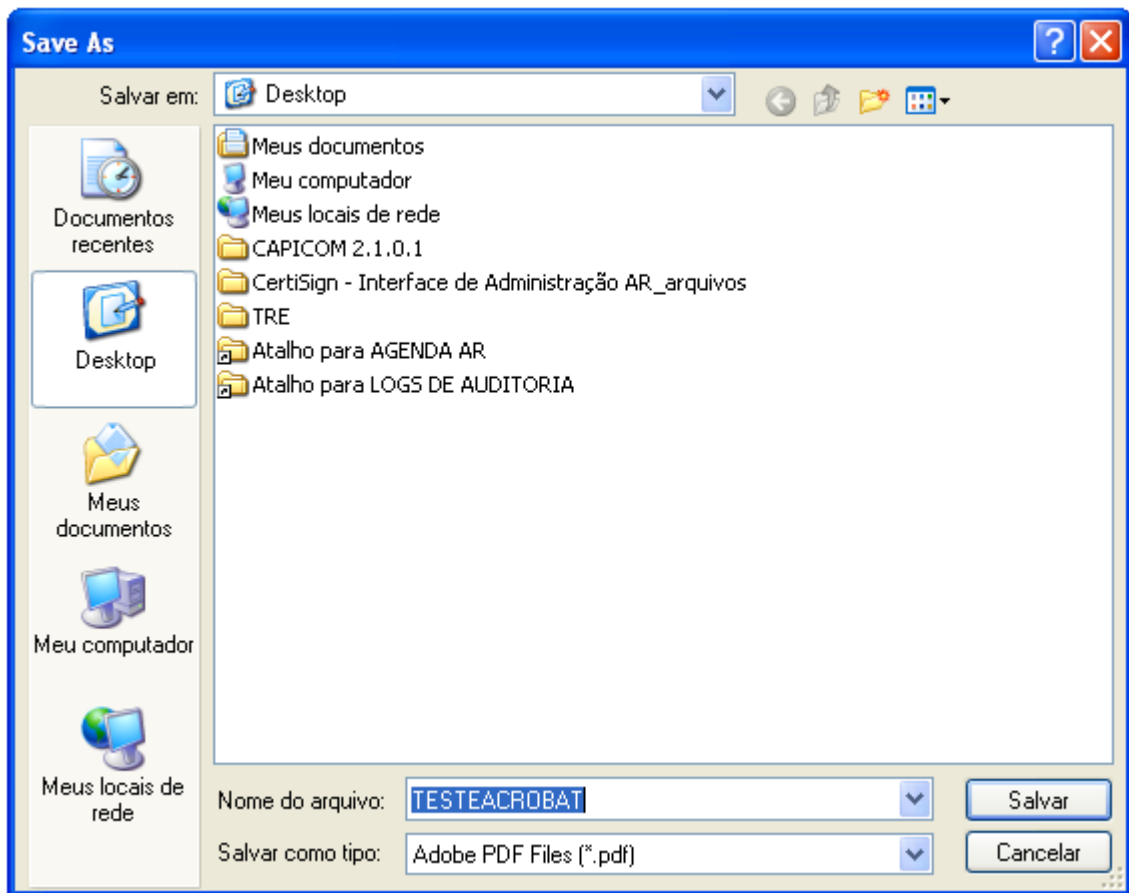 Save As
Salvar em:
Desktop
Documentos
recentes
Desktop
Meus
documentos
Meu computador
Meus locais de
rede
Meus documentos
Meu computador
Meus locais de rede
CAPICOM 2.1.0.1
CertiSign - Interface de Administração AR_arquivos
TRE
Atalho para AGENDA AR
Atalho para LOGS DE AUDITORIA
Nome do arquivo:
TESTEACROBAT
Salvar
Salvar como tipo:
Adobe PDF Files (*.pdf)
Cancelar